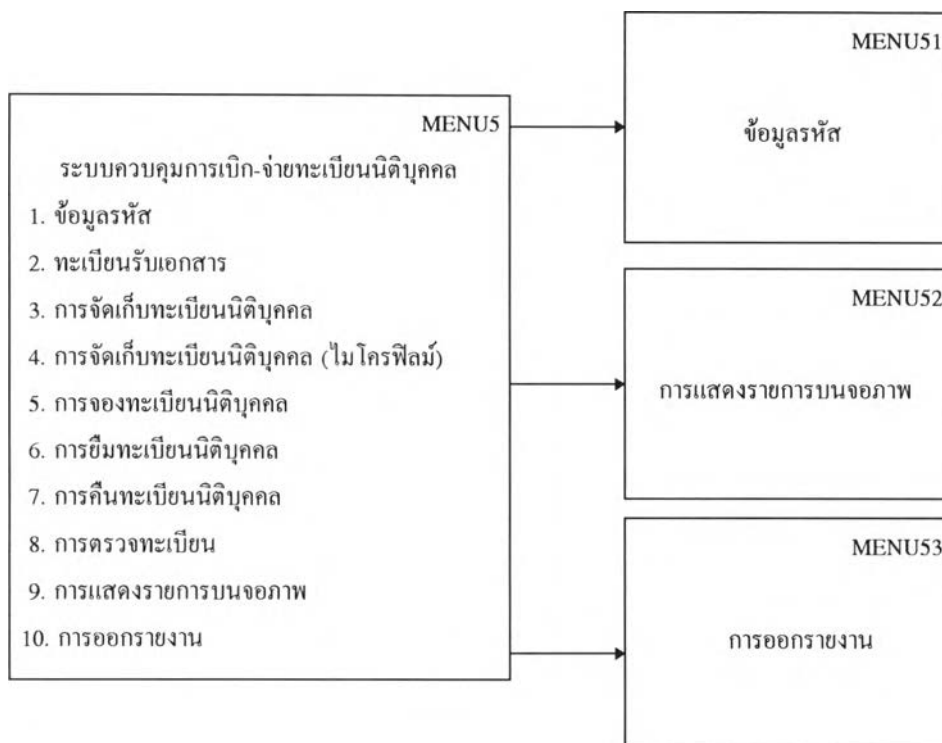 MENU5
ระบบควบคุมการเบิก-จ่ายทะเบียนนิติบุคคล
1. ข้อมูลรหัส
2. ทะเบียนรับเอกสาร
3. การจัดเก็บทะเบียนนิติบุคคล
4. การจัดเก็บทะเบียนนิติบุคคล (ไมโครฟิลม์)
5. การจองทะเบียนนิติบุคคล
6. การยืมทะเบียนนิติบุคคล
7. การคืนทะเบียนนิติบุคคล
8. การตรวจทะเบียน
9. การแสดงรายการบนจอภาพ
10. การออกรายงาน
MENU51
ข้อมูลรหัส
MENU52
การแสดงรายการบนจอภาพ
MENU53
การออกรายงาน